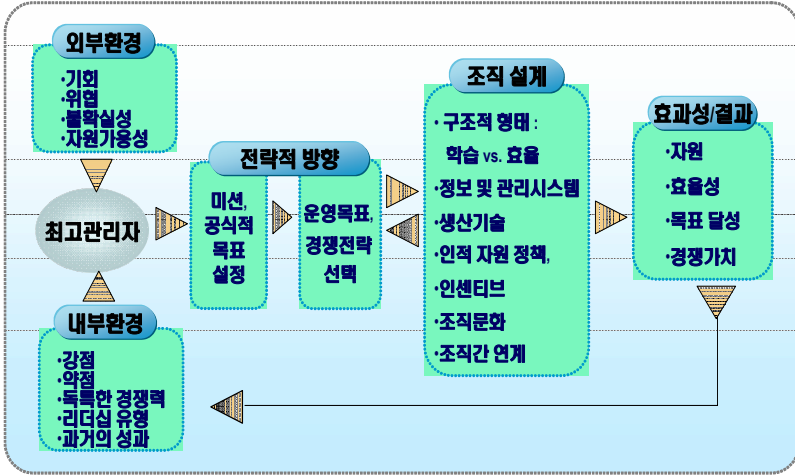 외부환경
·기회
·위협
·불확실성
·자원가용성
최고관리자
내부환경
·강점
·약점
·독특한 경쟁력
·리더십 유형
·과거의 성과
전략적 방향
미션,
공식적
목표
설정
운영목표,
경쟁전략
선택
조직 설계
· 구조적 형태 :
학습 vs. 효율
·정보 및 관리시스템
·생산기술
·인적 자원 정책,
·인센티브
·조직문화
·조직간 연계
효과성/결과
·자원
·효율성
·목표 달성
·경쟁가치